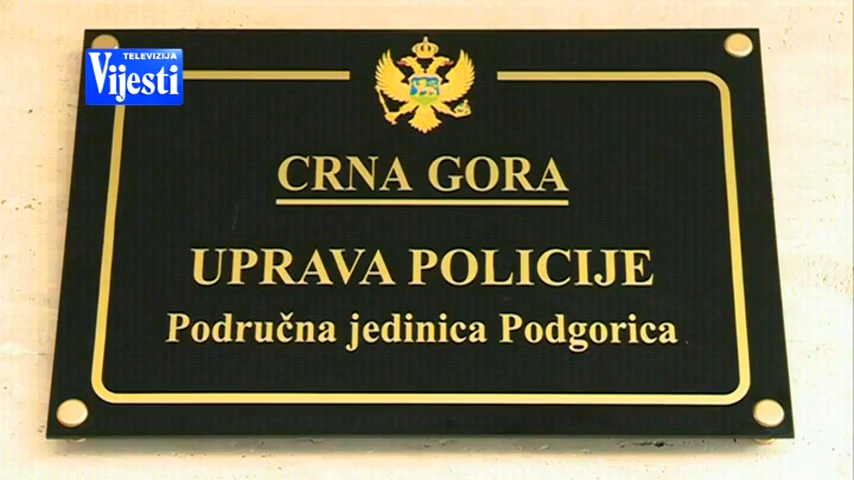 TELEVIZIJA
Vijesti
CRNA GORA
UPRAVA POLICIJE
Područna jedinica Podgorica